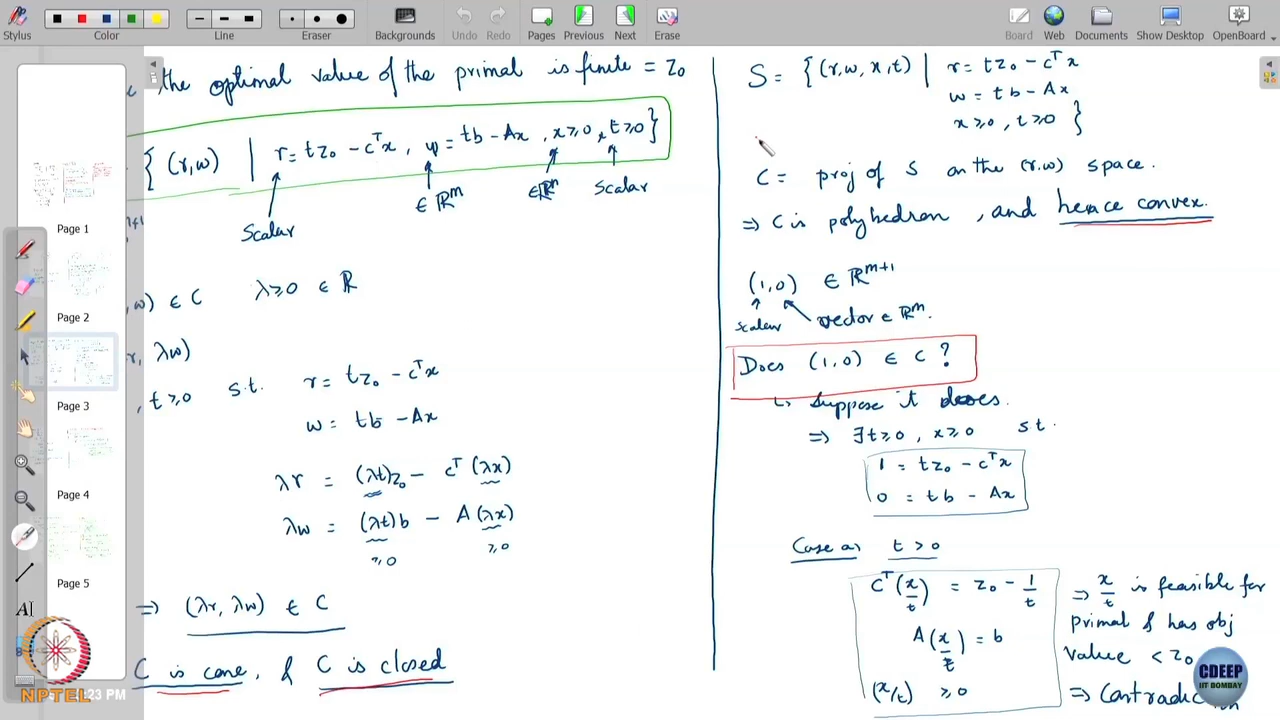 Stylus
Color
Line
Eraser
Backgrounds
Undo
Redo
Pages
Previous
Next
Erase
Board
Web
Documents
Show Desktop
OpenBoard
Page 1
Page 2
Page 3
Page 4
Page 5
the optimal value of the primal is finite = z₀
{ (r,w) | r = tz₀ - cᵀx , w = tb - Ax , x ≥ 0 , t ≥ 0 }
Scalar
∈ ℝᵐ
∈ ℝⁿ
Scalar
w) ∈ C λ ≥ 0 ∈ ℝ
r, λw)
, t ≥ 0 s.t. r = tz₀ - cᵀx
w = tb - Ax
λr = (λt)z₀ - cᵀ(λx)
λw = (λt)b - A(λx)
≥0 ≥0
⇒ (λr, λw) ∈ C
C is cone, & C is closed
S = { (r, w, x, t) | r = tz₀ - cᵀx
w = tb - Ax
x ≥ 0 , t ≥ 0 }
C = proj of S on the (r,w) space.
⇒ C is polyhedron , and hence convex.
(1,0) ∈ ℝᵐ⁺¹
scalar vector ∈ ℝᵐ.
Does (1,0) ∈ C ?
↳ Suppose it does.
⇒ ∃ t ≥ 0 , x ≥ 0 s.t.
1 = tz₀ - cᵀx
0 = tb - Ax
Case a) t > 0
cᵀ(x/t) = z₀ - 1/t ⇒ x/t is feasible for
A(x/t) = b primal & has obj
value < z₀
(x/t) ≥ 0 ⇒ Contradiction
NPTEL
:23 PM
CDEEP
IIT BOMBAY